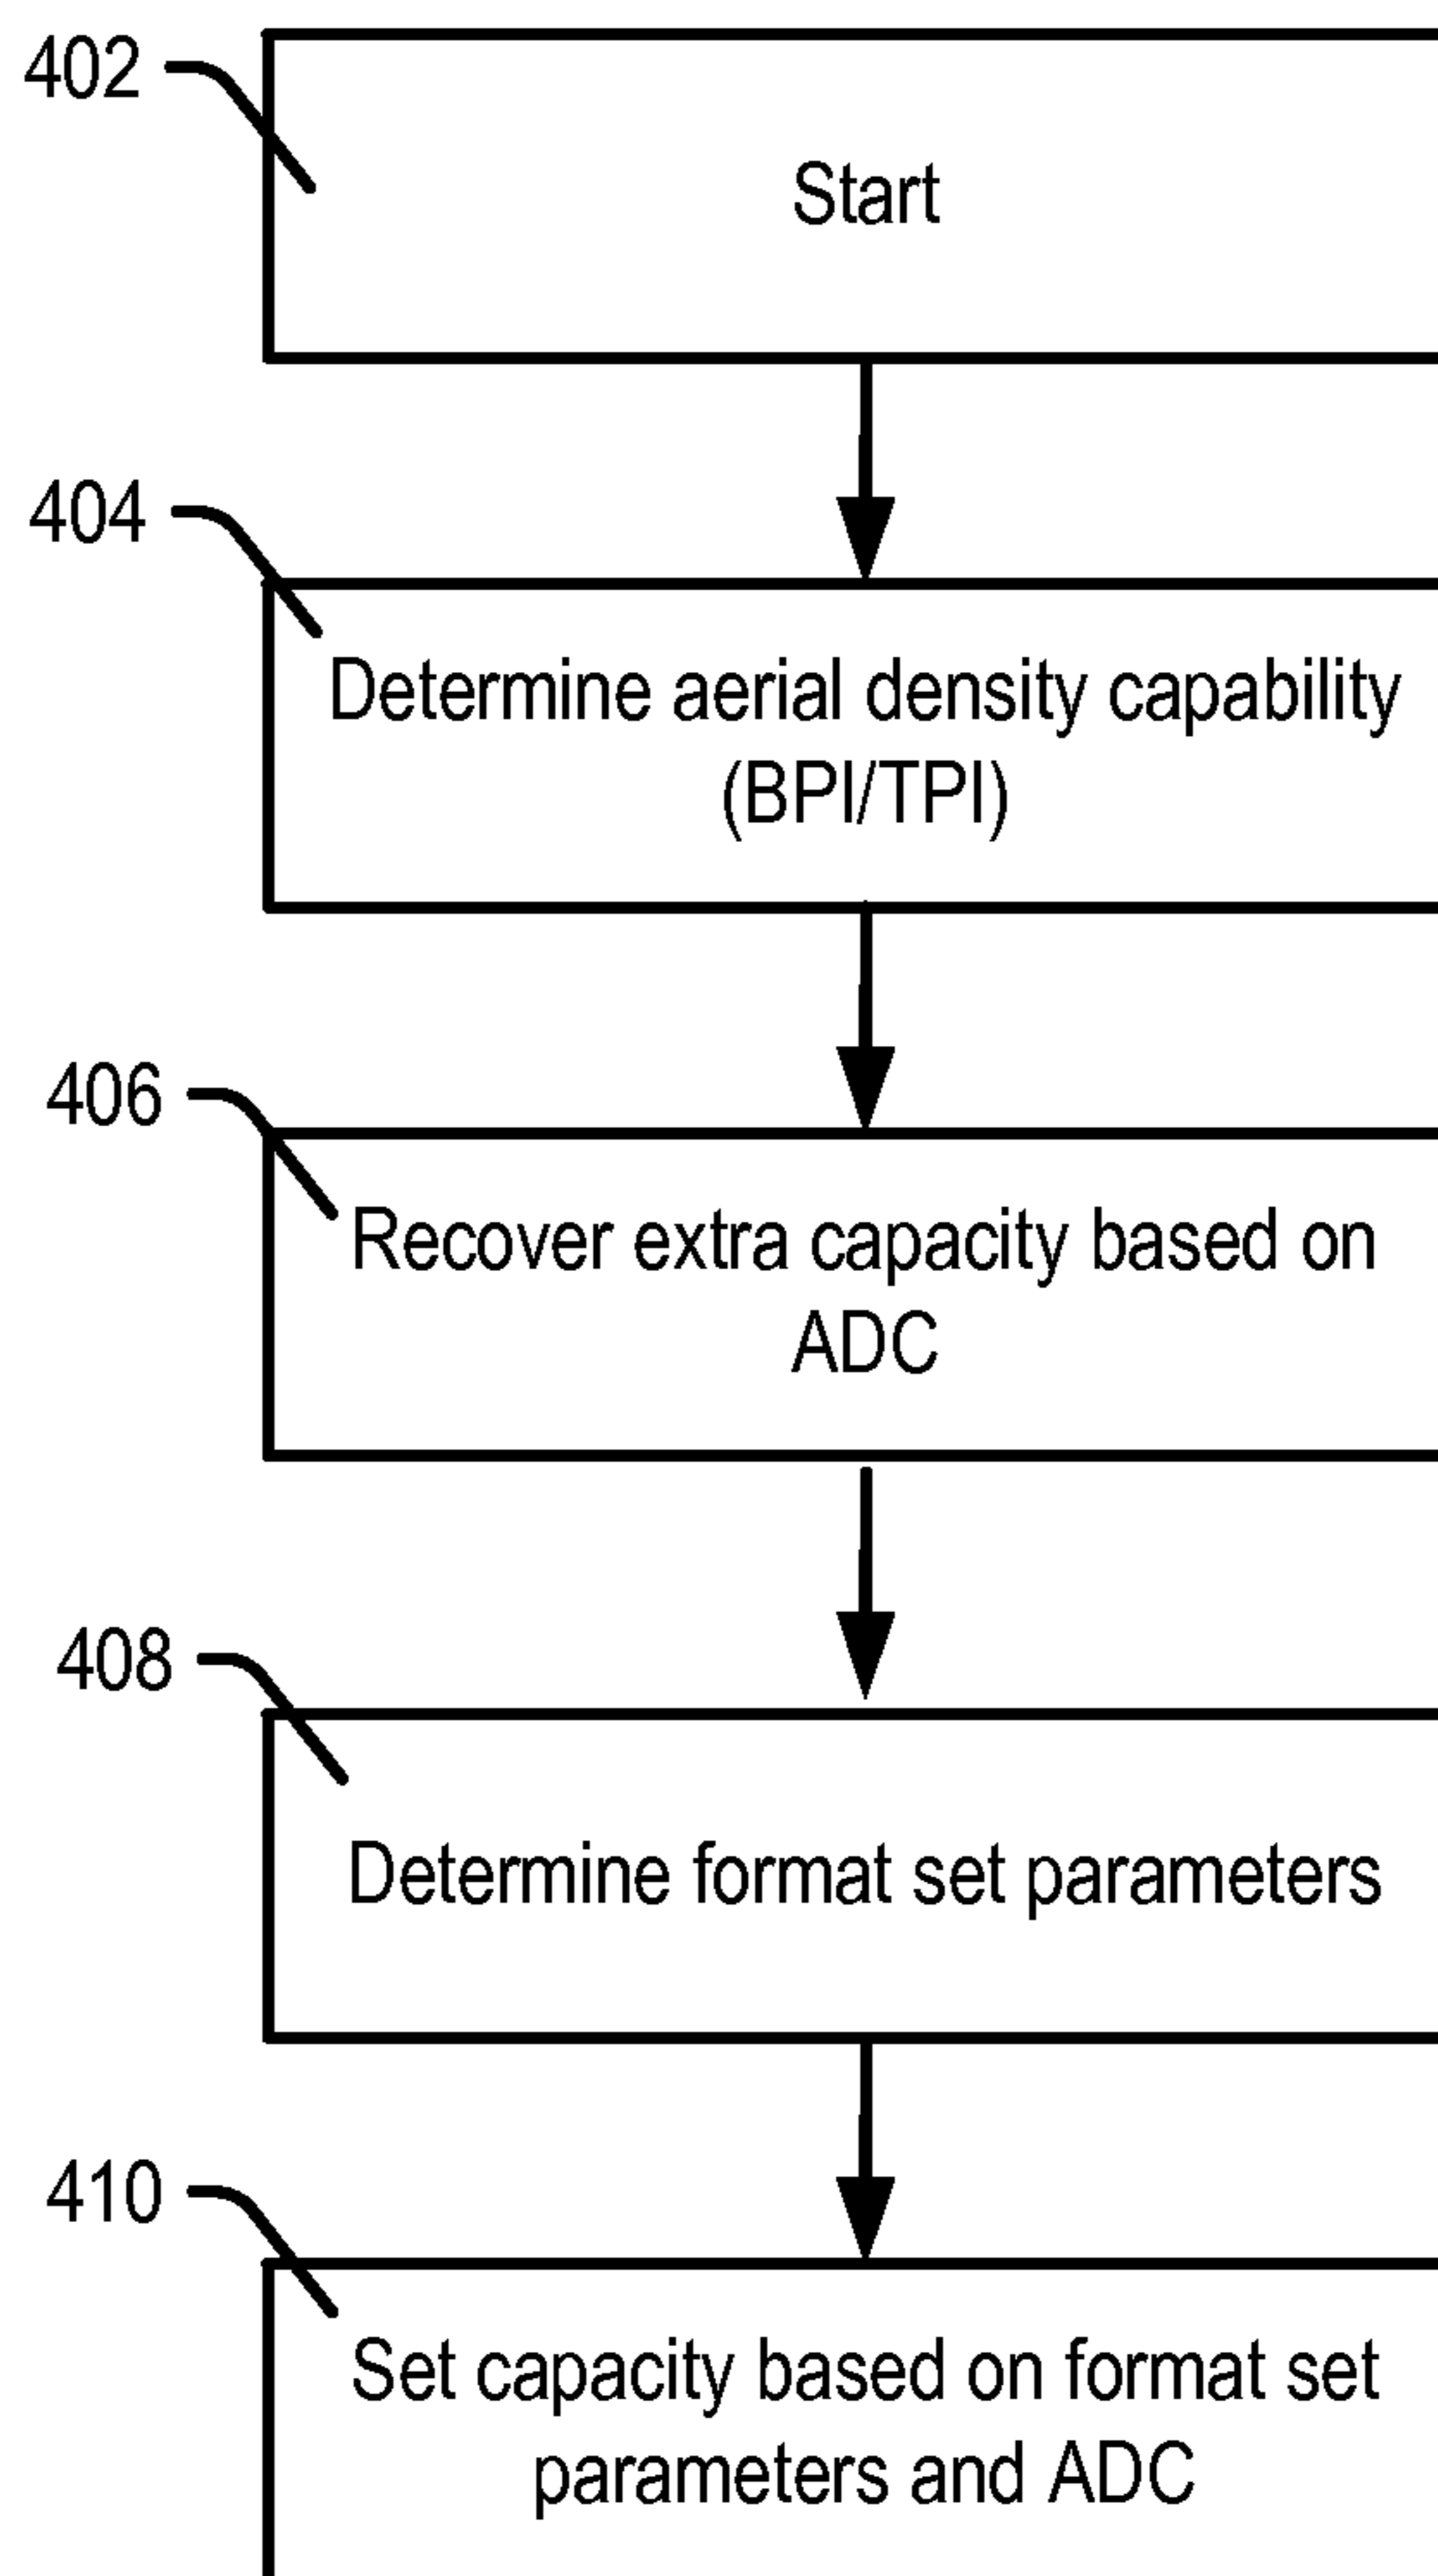 402
Start
404
Determine aerial density capability
(BPI/TPI)
406
Recover extra capacity based on
ADC
408
Determine format set parameters
410
Set capacity based on format set
parameters and ADC